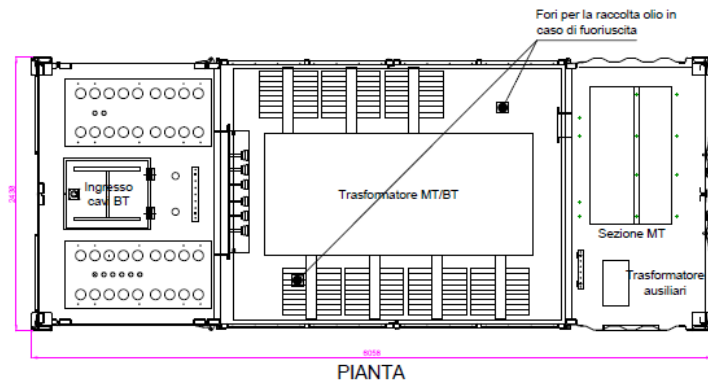 Fori per la raccolta olio in
caso di fuoriuscita
Ingresso
cavi BT
Trasformatore MT/BT
Sezione MT
Trasformatore
ausiliari
2438
6058
PIANTA